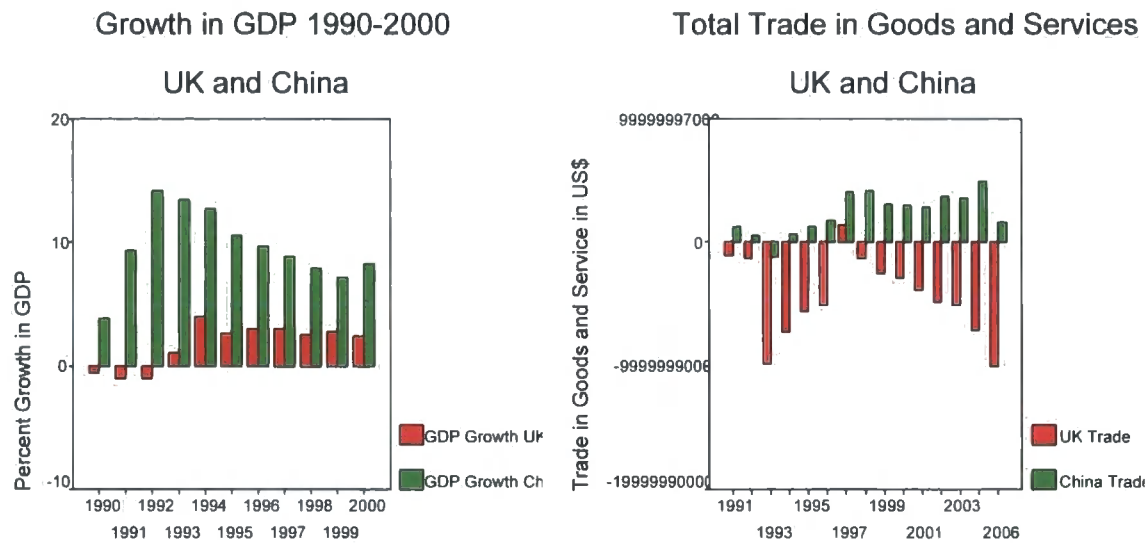 Growth in GDP 1990-2000
UK and China
Percent Growth in GDP
20
10
0
-10
1990 1992 1994 1996 1998 2000
1991 1993 1995 1997 1999
GDP Growth UK
GDP Growth Ch
Total Trade in Goods and Services
UK and China
Trade in Goods and Service in US$
0
1991 1995 1999 2003
1993 1997 2001 2006
UK Trade
China Trade